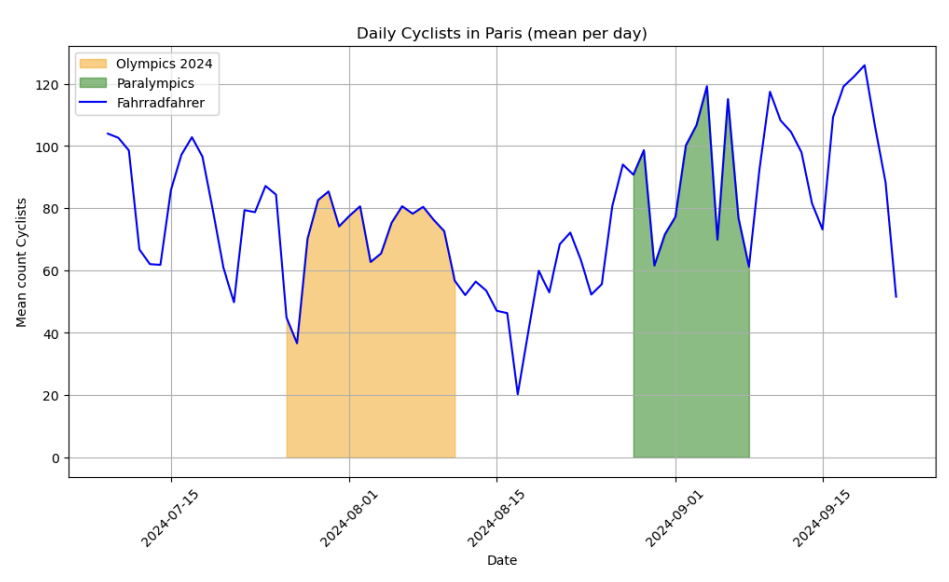 Daily Cyclists in Paris (mean per day)
Olympics 2024
Paralympics
Fahrradfahrer
Mean count Cyclists
120
100
80
60
40
20
0
2024-07-15
2024-08-01
2024-08-15
2024-09-01
2024-09-15
Date